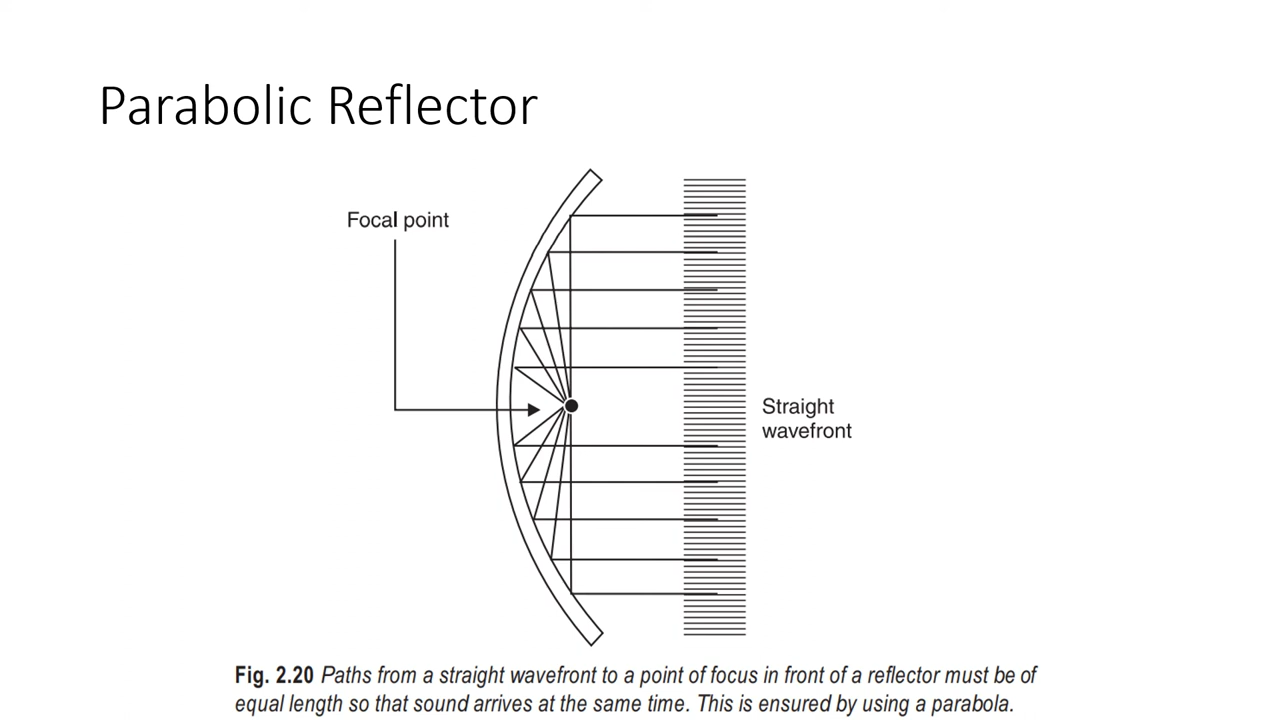 Parabolic Reflector
Focal point
Straight
wavefront
Fig. 2.20 Paths from a straight wavefront to a point of focus in front of a reflector must be of
equal length so that sound arrives at the same time. This is ensured by using a parabola.